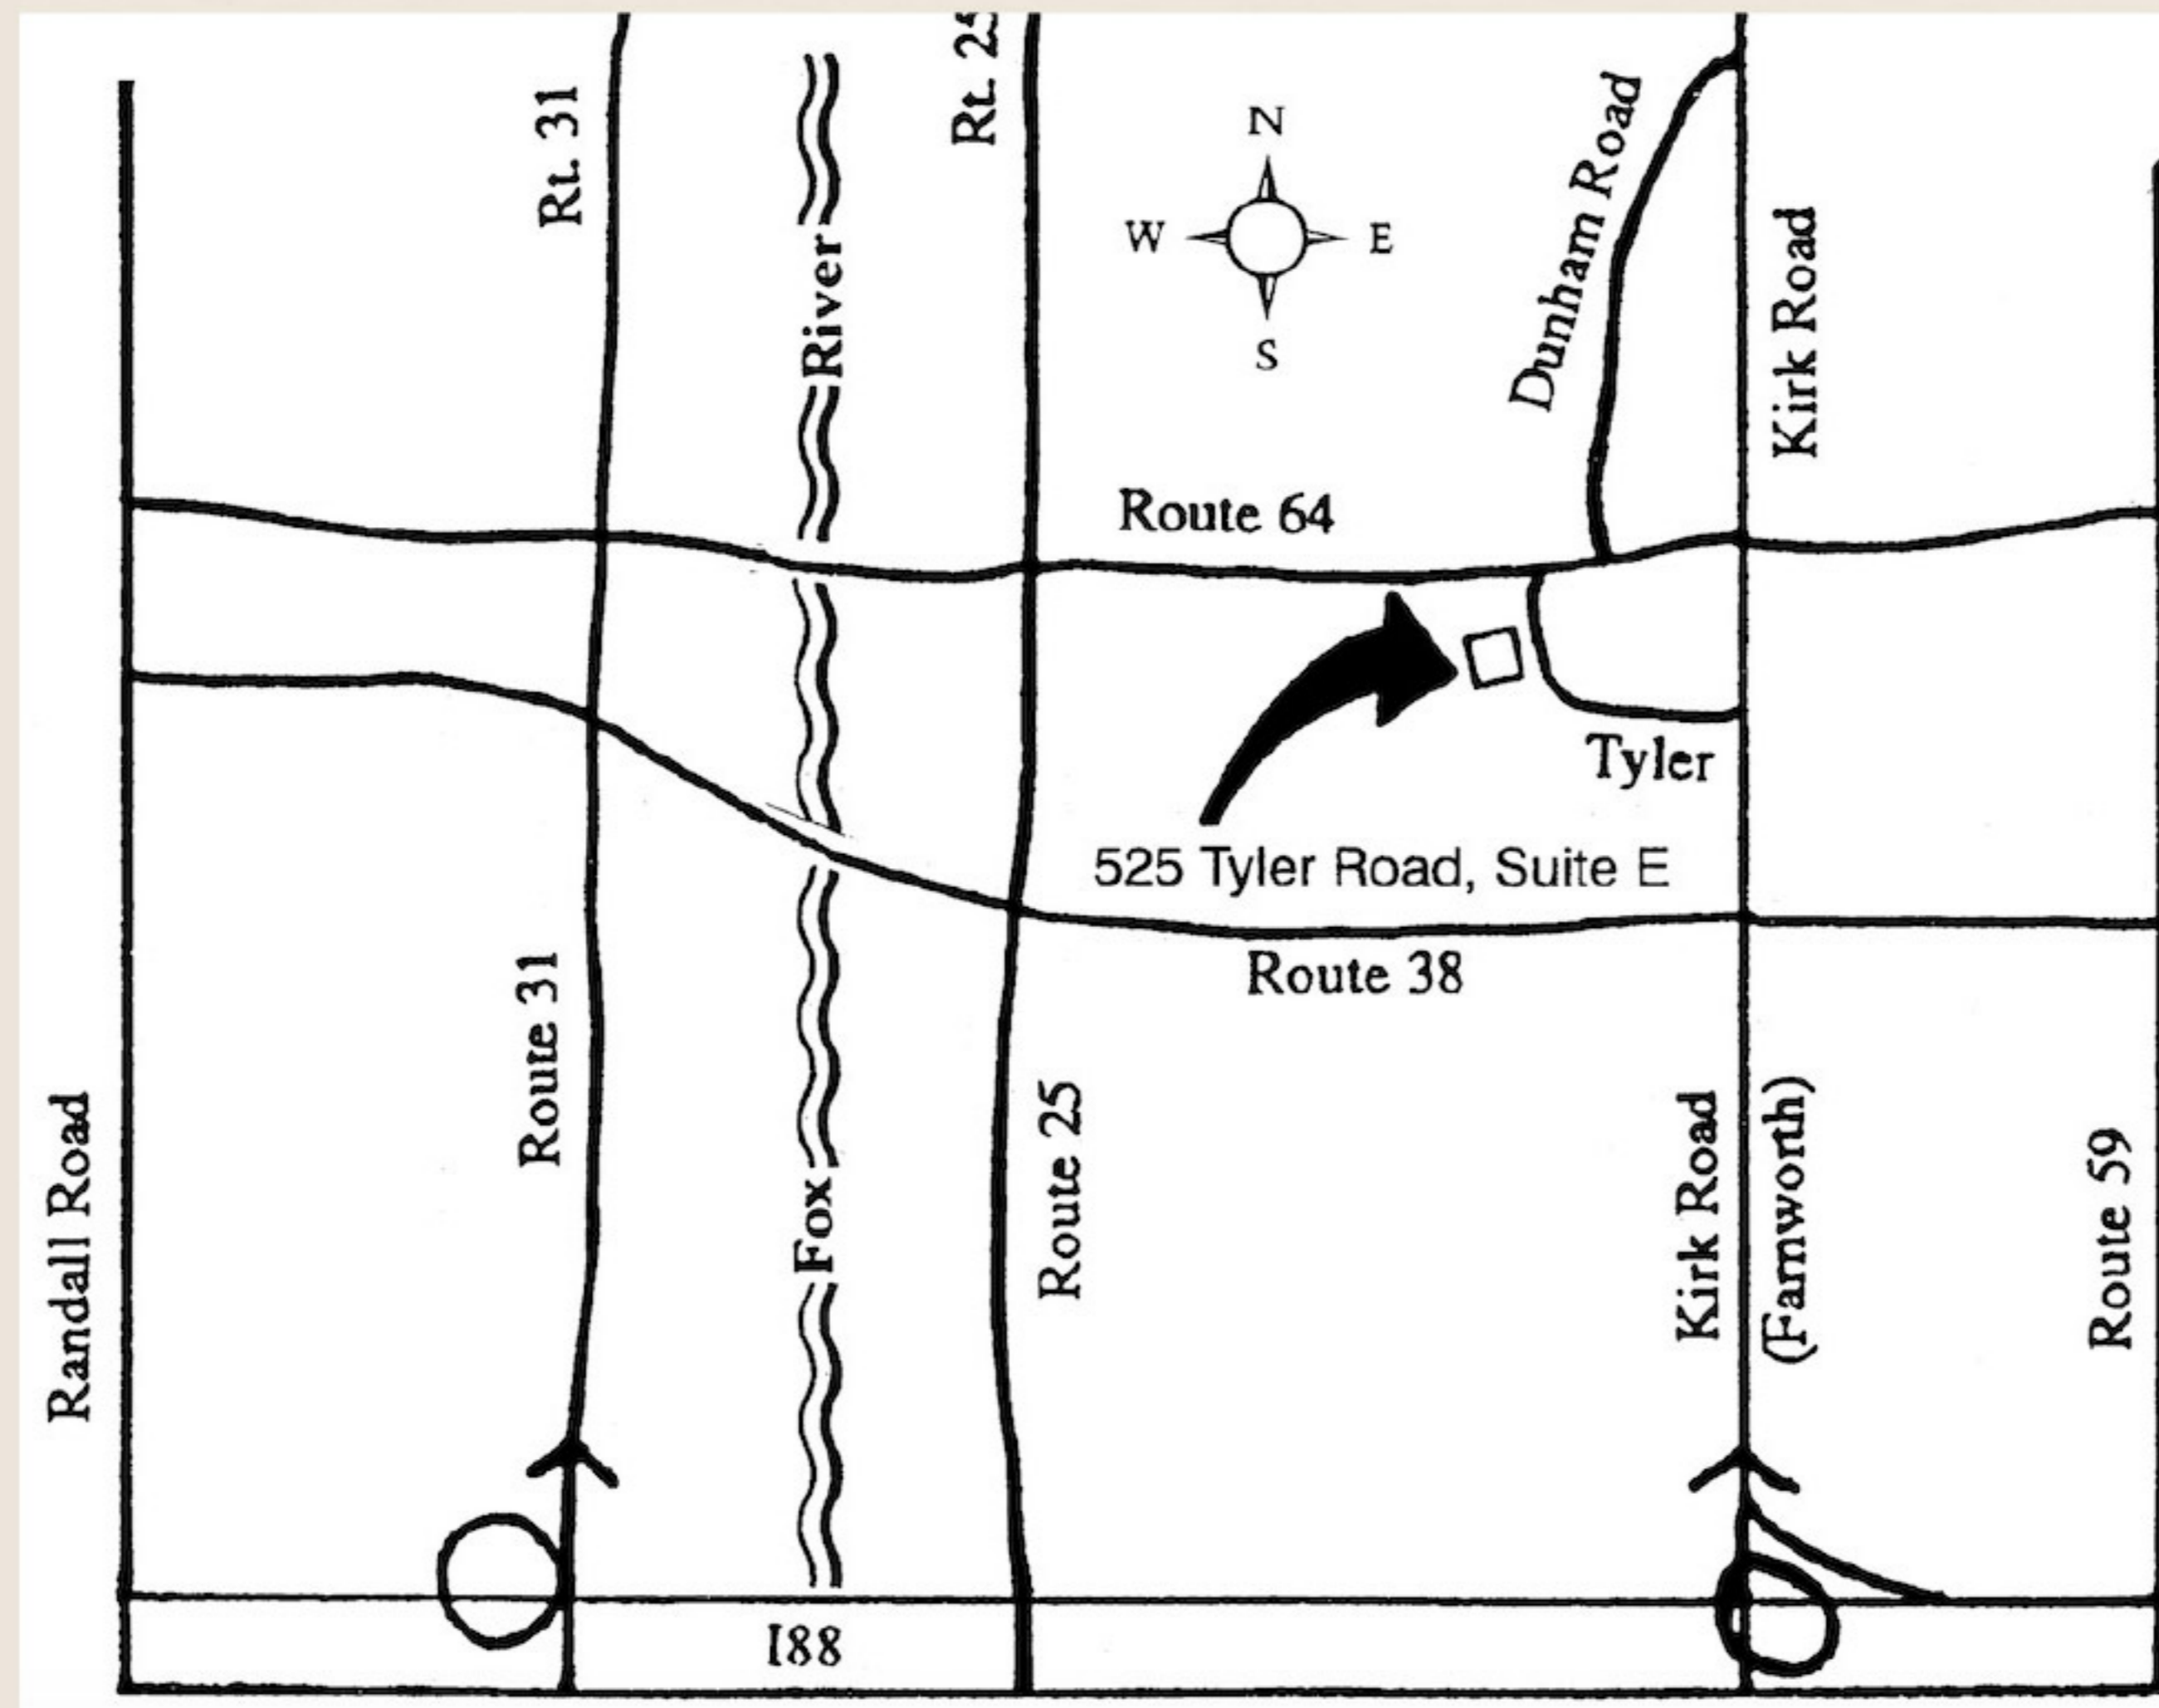 Rt. 31
Rt. 25
N
W
E
S
Dunham Road
Kirk Road
River
Route 64
Tyler
525 Tyler Road, Suite E
Route 38
Route 31
Randall Road
Fox
Route 25
Kirk Road
(Farnworth)
Route 59
I88